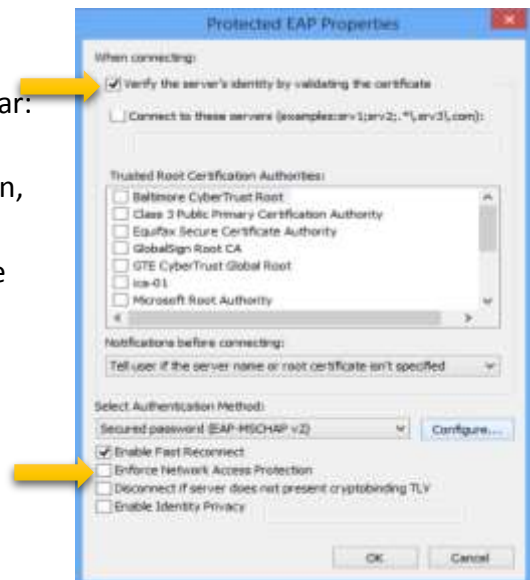 Protected EAP Properties
When connecting:
Verify the server's identity by validating the certificate
ar:
Connect to these servers (examples:srv1;srv2;.*\.srv3\.com):
Trusted Root Certification Authorities:
n,
Baltimore CyberTrust Root
Class 3 Public Primary Certification Authority
Equifax Secure Certificate Authority
GlobalSign Root CA
e
GTE CyberTrust Global Root
ica-01
Microsoft Root Authority
Notifications before connecting:
Tell user if the server name or root certificate isn't specified
Select Authentication Method:
Secured password (EAP-MSCHAP v2)
Configure...
Enable Fast Reconnect
Enforce Network Access Protection
Disconnect if server does not present cryptobinding TLV
Enable Identity Privacy
OK
Cancel